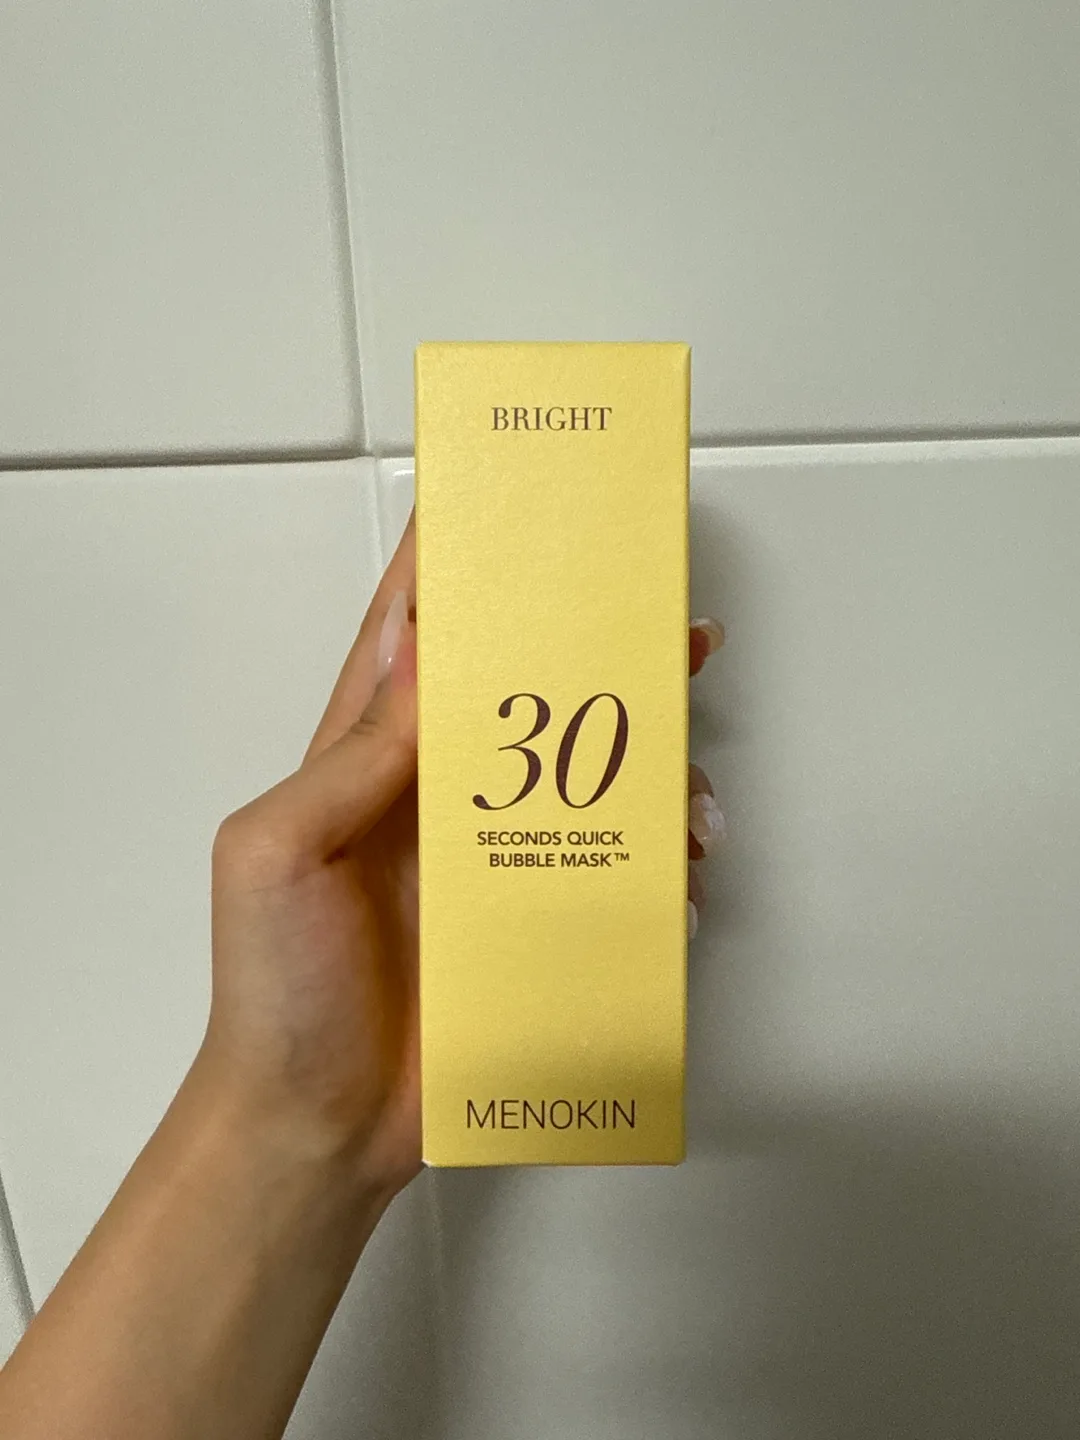 BRIGHT
30
SECONDS QUICK
BUBBLE MASK™
MENOKIN